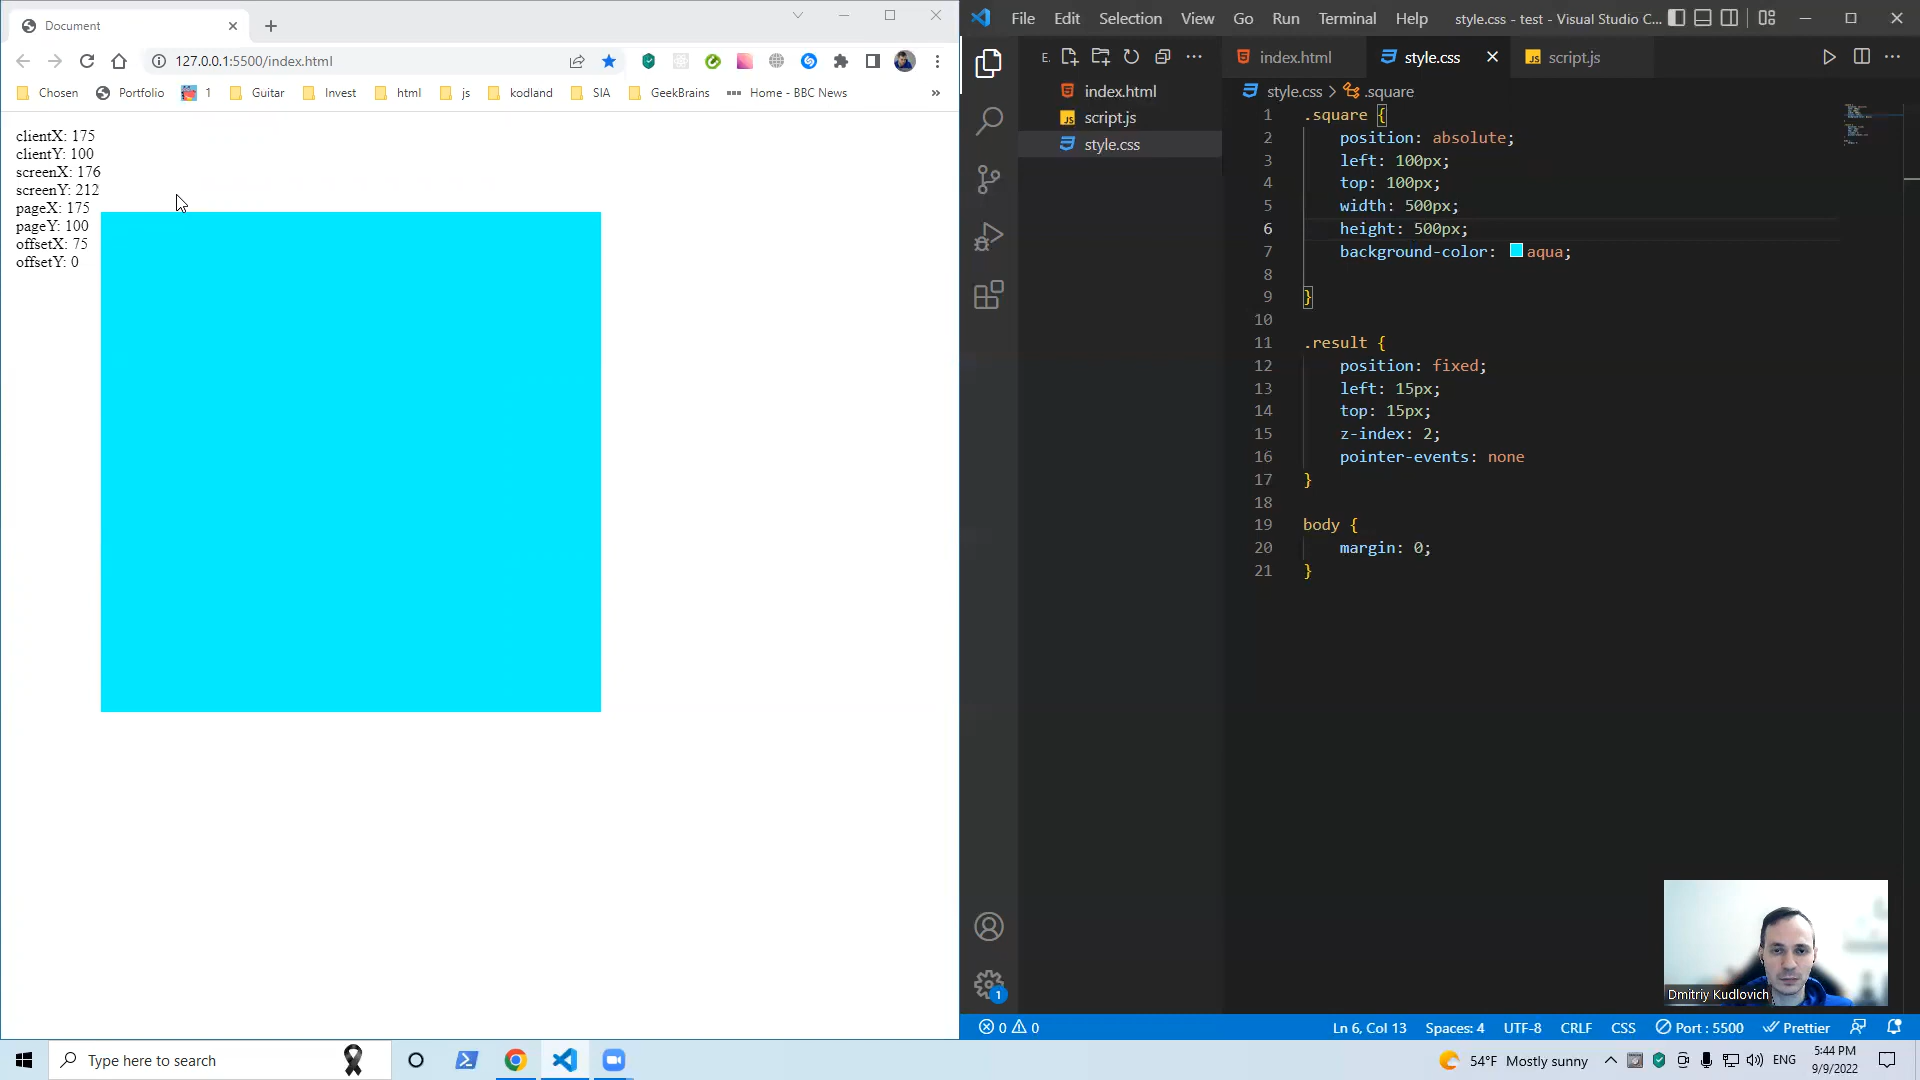 Document
127.0.0.1:5500/index.html
Chosen Portfolio 1 Guitar Invest html js kodland SIA GeekBrains Home - BBC News »
clientX: 175
clientY: 100
screenX: 176
screenY: 212
pageX: 175
pageY: 100
offsetX: 75
offsetY: 0
File Edit Selection View Go Run Terminal Help style.css - test - Visual Studio C...
E.
index.html
script.js
style.css
index.html style.css script.js
style.css > .square
1 .square {
2 position: absolute;
3 left: 100px;
4 top: 100px;
5 width: 500px;
6 height: 500px;
7 background-color: aqua;
8
9 }
10
11 .result {
12 position: fixed;
13 left: 15px;
14 top: 15px;
15 z-index: 2;
16 pointer-events: none
17 }
18
19 body {
20 margin: 0;
21 }
Dmitriy Kudlovich
1
0 0 Ln 6, Col 13 Spaces: 4 UTF-8 CRLF CSS Port : 5500 Prettier
Type here to search
54°F Mostly sunny ENG
5:44 PM
9/9/2022